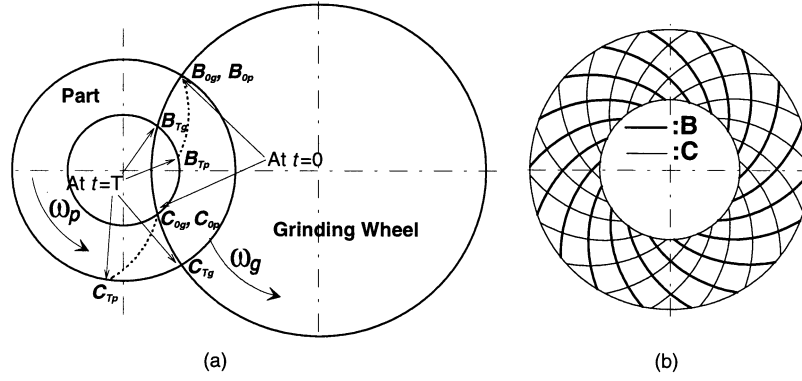 Part
B0g, B0p
BTg
BTp
At t=0
At t=T
ωp
C0g, C0p
Grinding Wheel
ωg
CTg
CTp
(a)
:B
:C
(b)